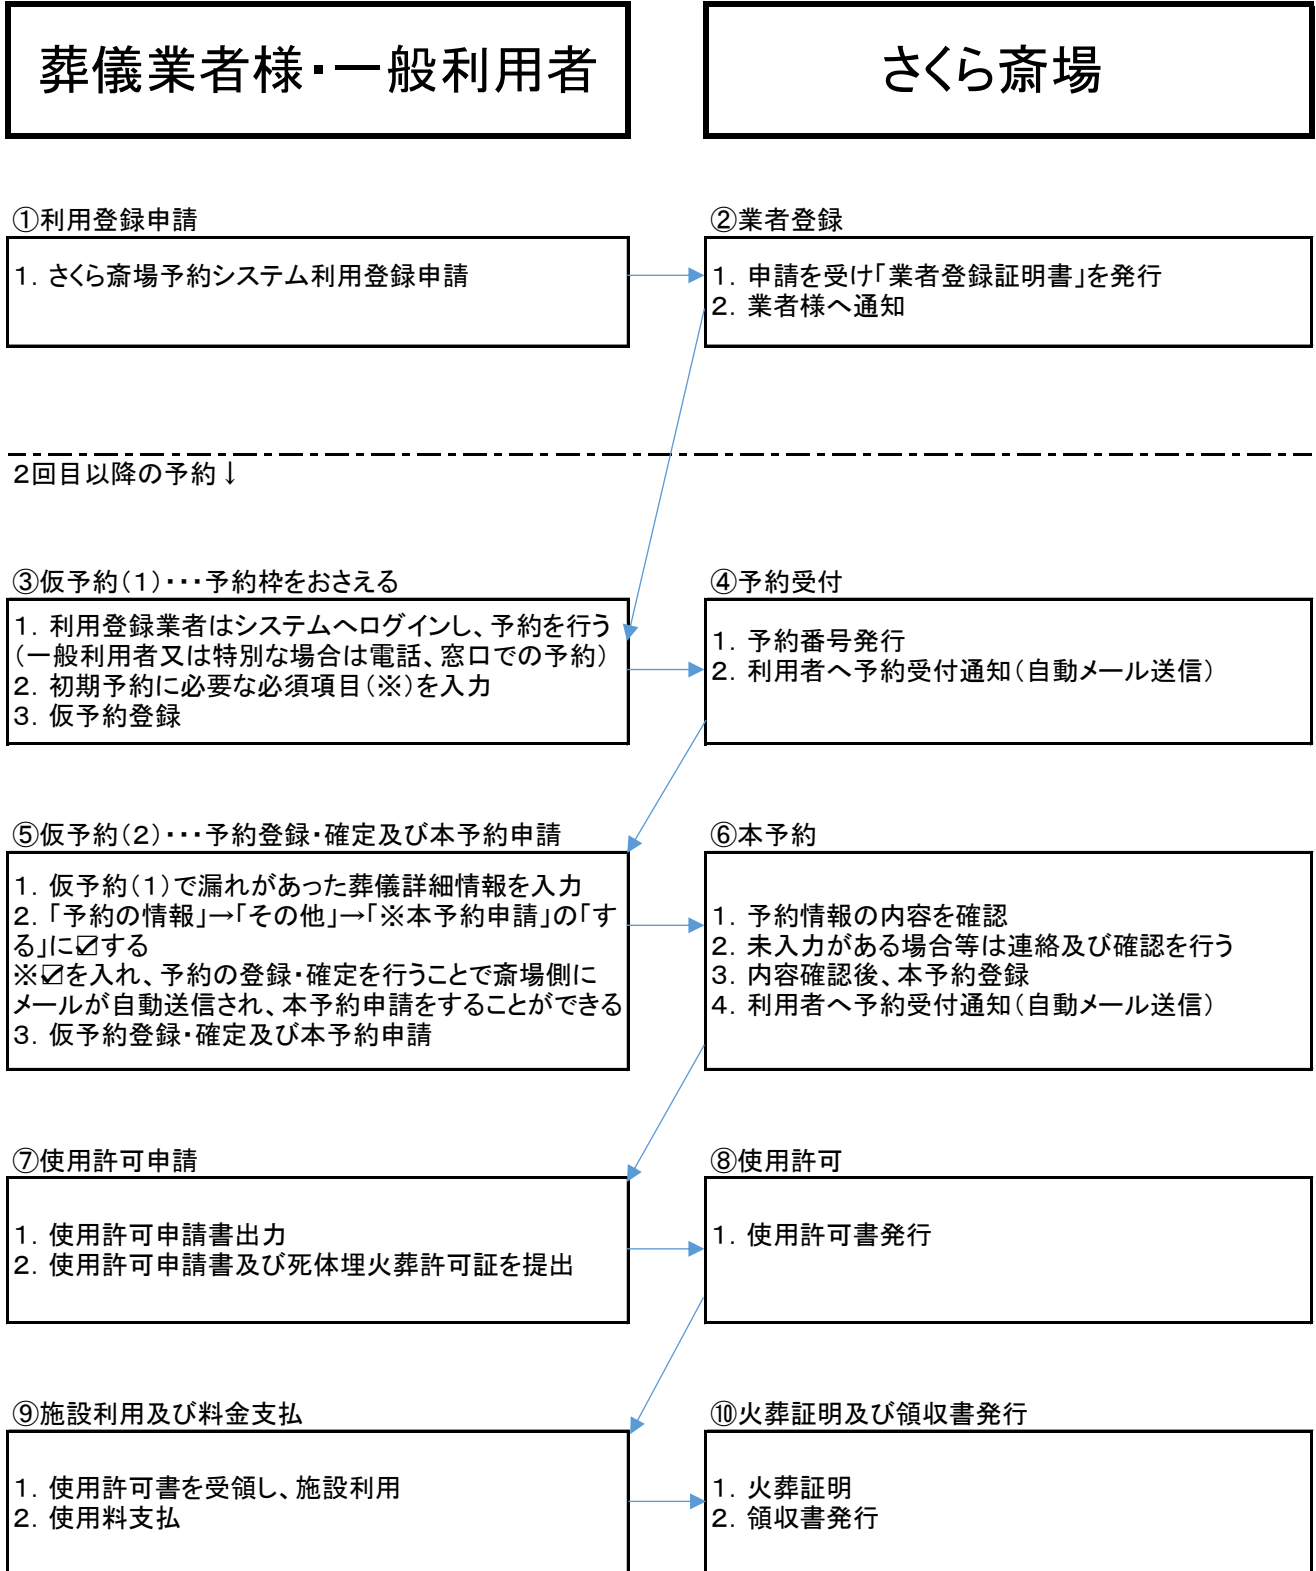 葬儀業者様・一般利用者
さくら斎場
①利用登録申請
1．さくら斎場予約システム利用登録申請
②業者登録
1．申請を受け「業者登録証明書」を発行
2．業者様へ通知
2回目以降の予約↓
③仮予約（1）・・・予約枠をおさえる
1．利用登録業者はシステムへログインし、予約を行う
（一般利用者又は特別な場合は電話、窓口での予約）
2．初期予約に必要な必須項目（※）を入力
3．仮予約登録
④予約受付
1．予約番号発行
2．利用者へ予約受付通知（自動メール送信）
⑤仮予約（2）・・・予約登録・確定及び本予約申請
1．仮予約（1）で漏れがあった葬儀詳細情報を入力
2．「予約の情報」→「その他」→「※本予約申請」の「す
る」に☑する
※☑を入れ、予約の登録・確定を行うことで斎場側に
メールが自動送信され、本予約申請をすることができる
3．仮予約登録・確定及び本予約申請
⑥本予約
1．予約情報の内容を確認
2．未入力がある場合等は連絡及び確認を行う
3．内容確認後、本予約登録
4．利用者へ予約受付通知（自動メール送信）
⑦使用許可申請
1．使用許可申請書出力
2．使用許可申請書及び死体埋火葬許可証を提出
⑧使用許可
1．使用許可書発行
⑨施設利用及び料金支払
1．使用許可書を受領し、施設利用
2．使用料支払
⑩火葬証明及び領収書発行
1．火葬証明
2．領収書発行